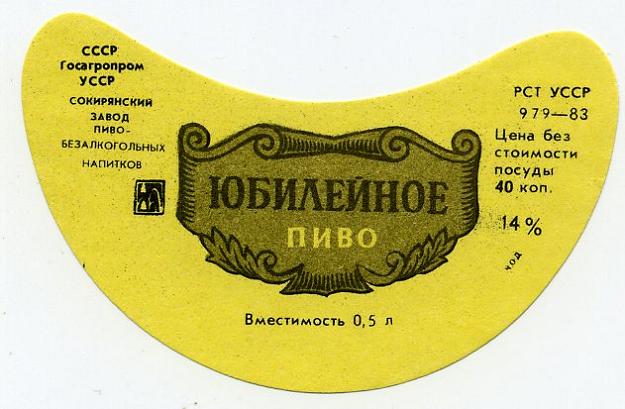 СССР
Госагропром
УССР
СОКИРЯНСКИЙ
ЗАВОД
ПИВО-
БЕЗАЛКОГОЛЬНЫХ
НАПИТКОВ
ЮБИЛЕЙНОЕ
ПИВО
Вместимость 0,5 л
РСТ УССР
979—83
Цена без
стоимости
посуды
40 коп.
14%